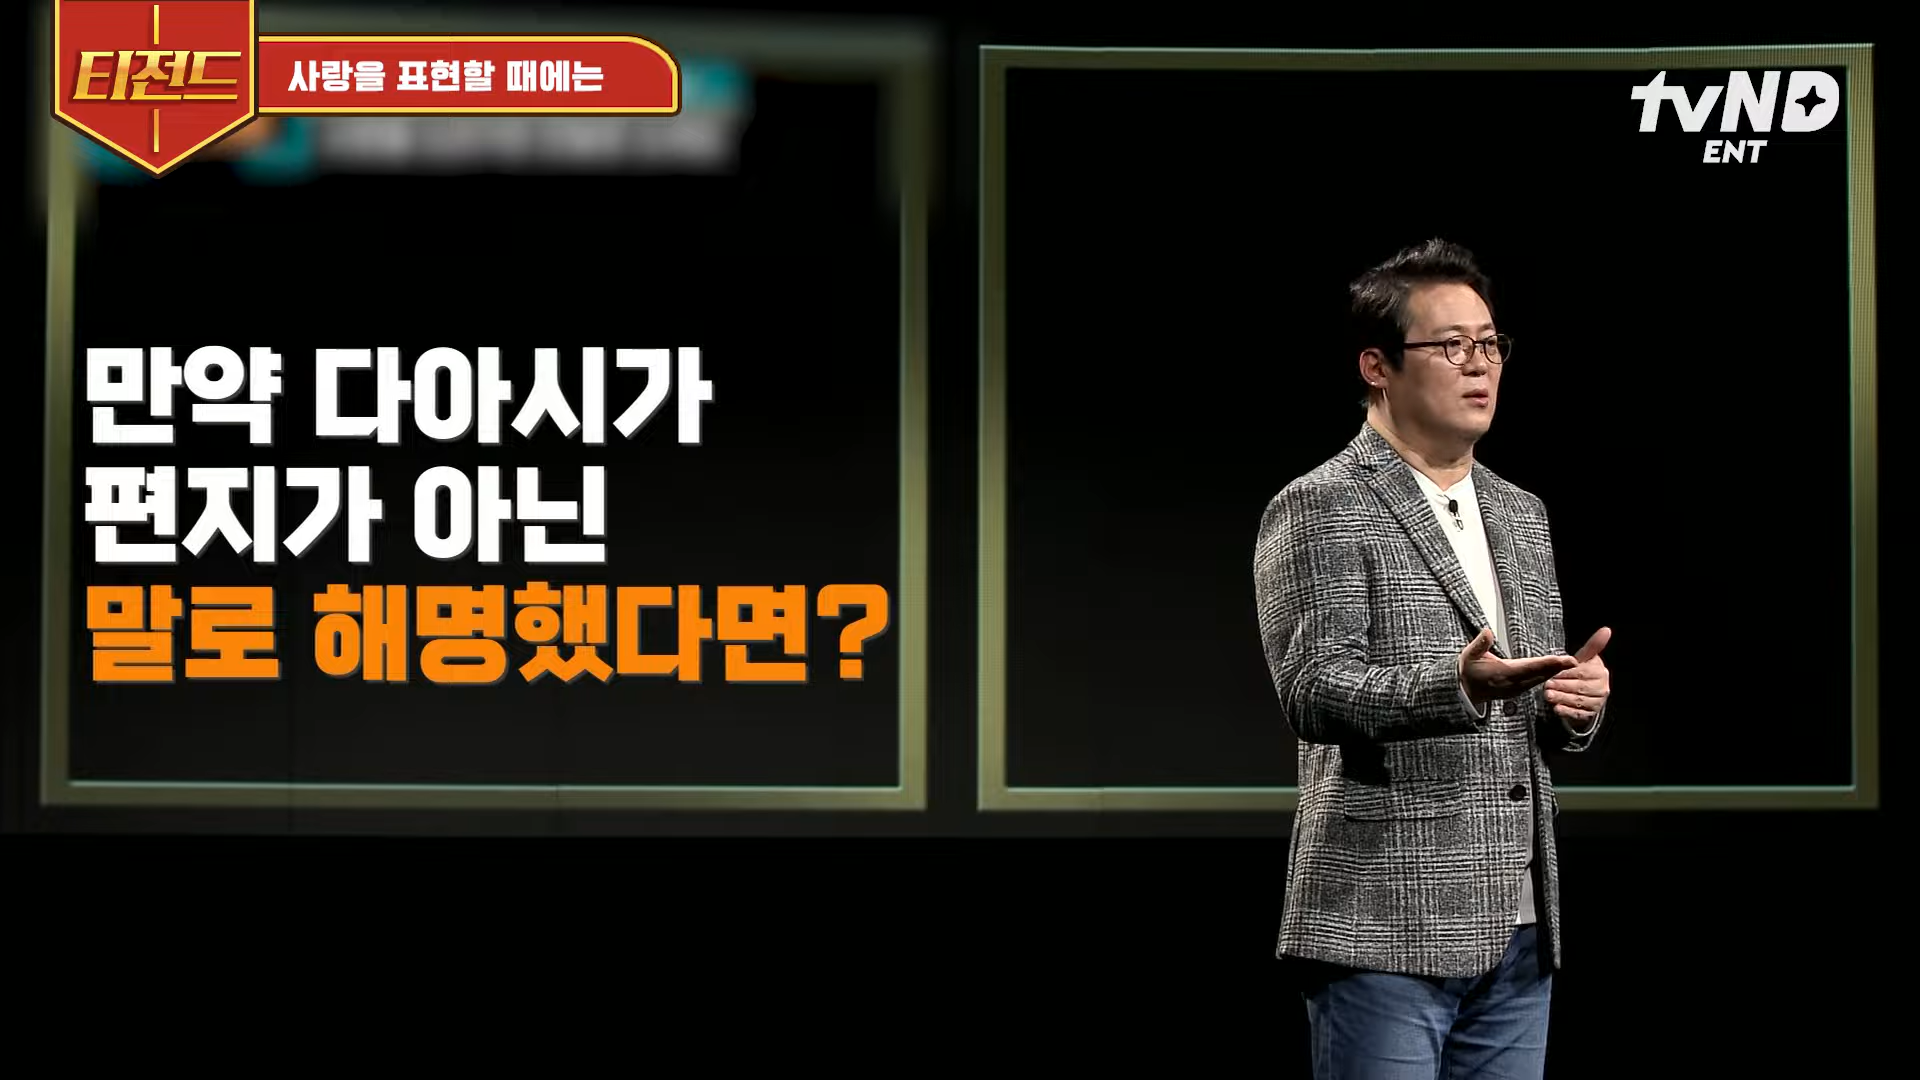 티전드
사랑을 표현할 때에는
tvND
ENT
만약 다아시가
편지가 아닌
말로 해명했다면?